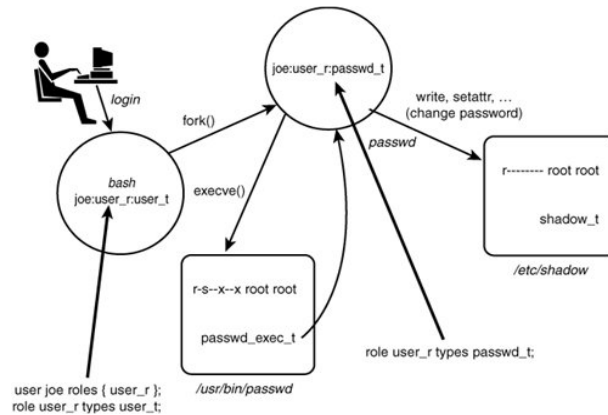 joe:user_r:passwd_t
login
write, setattr, ...
(change password)
fork()
passwd
bash
joe:user_r:user_t
execve()
r-------- root root
shadow_t
/etc/shadow
r-s--x--x root root
passwd_exec_t
/usr/bin/passwd
role user_r types passwd_t;
user joe roles { user_r };
role user_r types user_t;